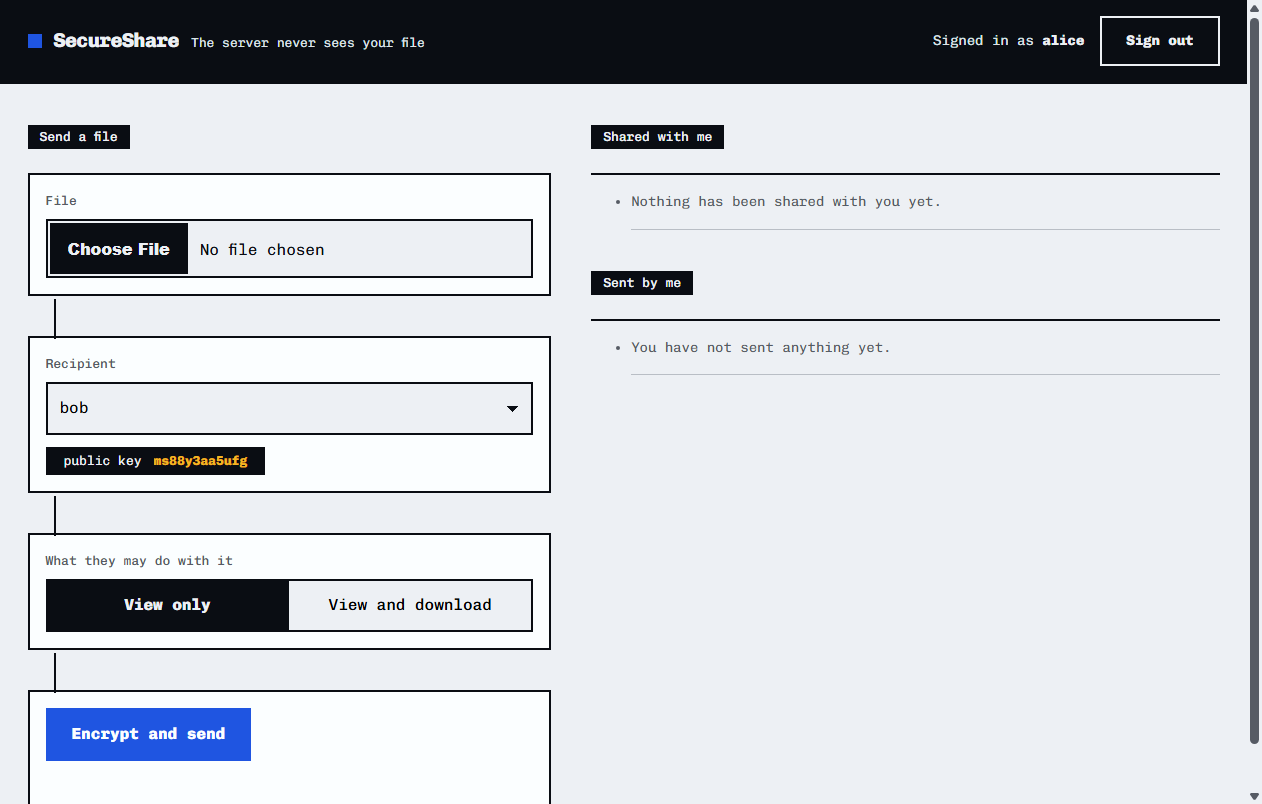 SecureShare The server never sees your file
Signed in as alice Sign out
Send a file
File
Choose File No file chosen
Recipient
bob
public key ms88y3aa5ufg
What they may do with it
View only View and download
Encrypt and send
Shared with me
• Nothing has been shared with you yet.
Sent by me
• You have not sent anything yet.